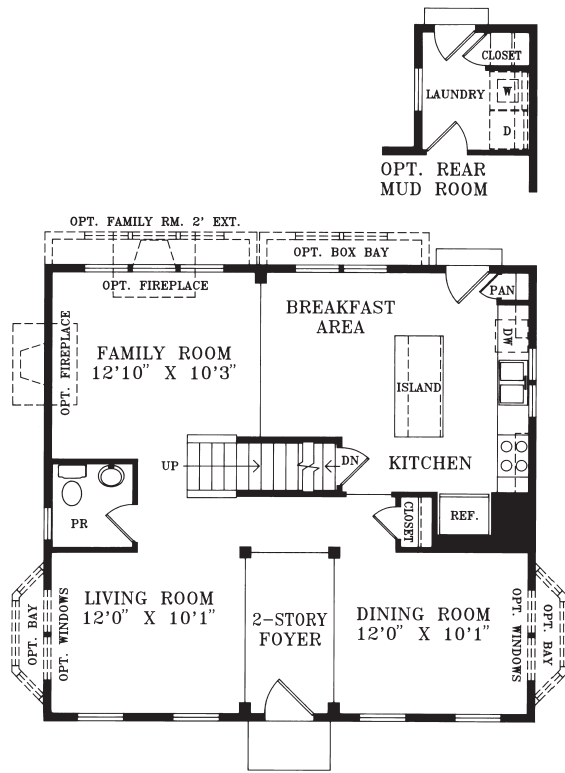 CLOSET
LAUNDRY
W
D
OPT. REAR
MUD ROOM
OPT. FAMILY RM. 2' EXT.
OPT. BOX BAY
OPT. FIREPLACE
PAN
BREAKFAST
AREA
DW
OPT. FIREPLACE
FAMILY ROOM
12'10" X 10'3"
ISLAND
UP
DN
KITCHEN
PR
CLOSET
REF.
OPT. BAY
OPT. WINDOWS
LIVING ROOM
12'0" X 10'1"
2-STORY
FOYER
DINING ROOM
12'0" X 10'1"
OPT. WINDOWS
OPT. BAY